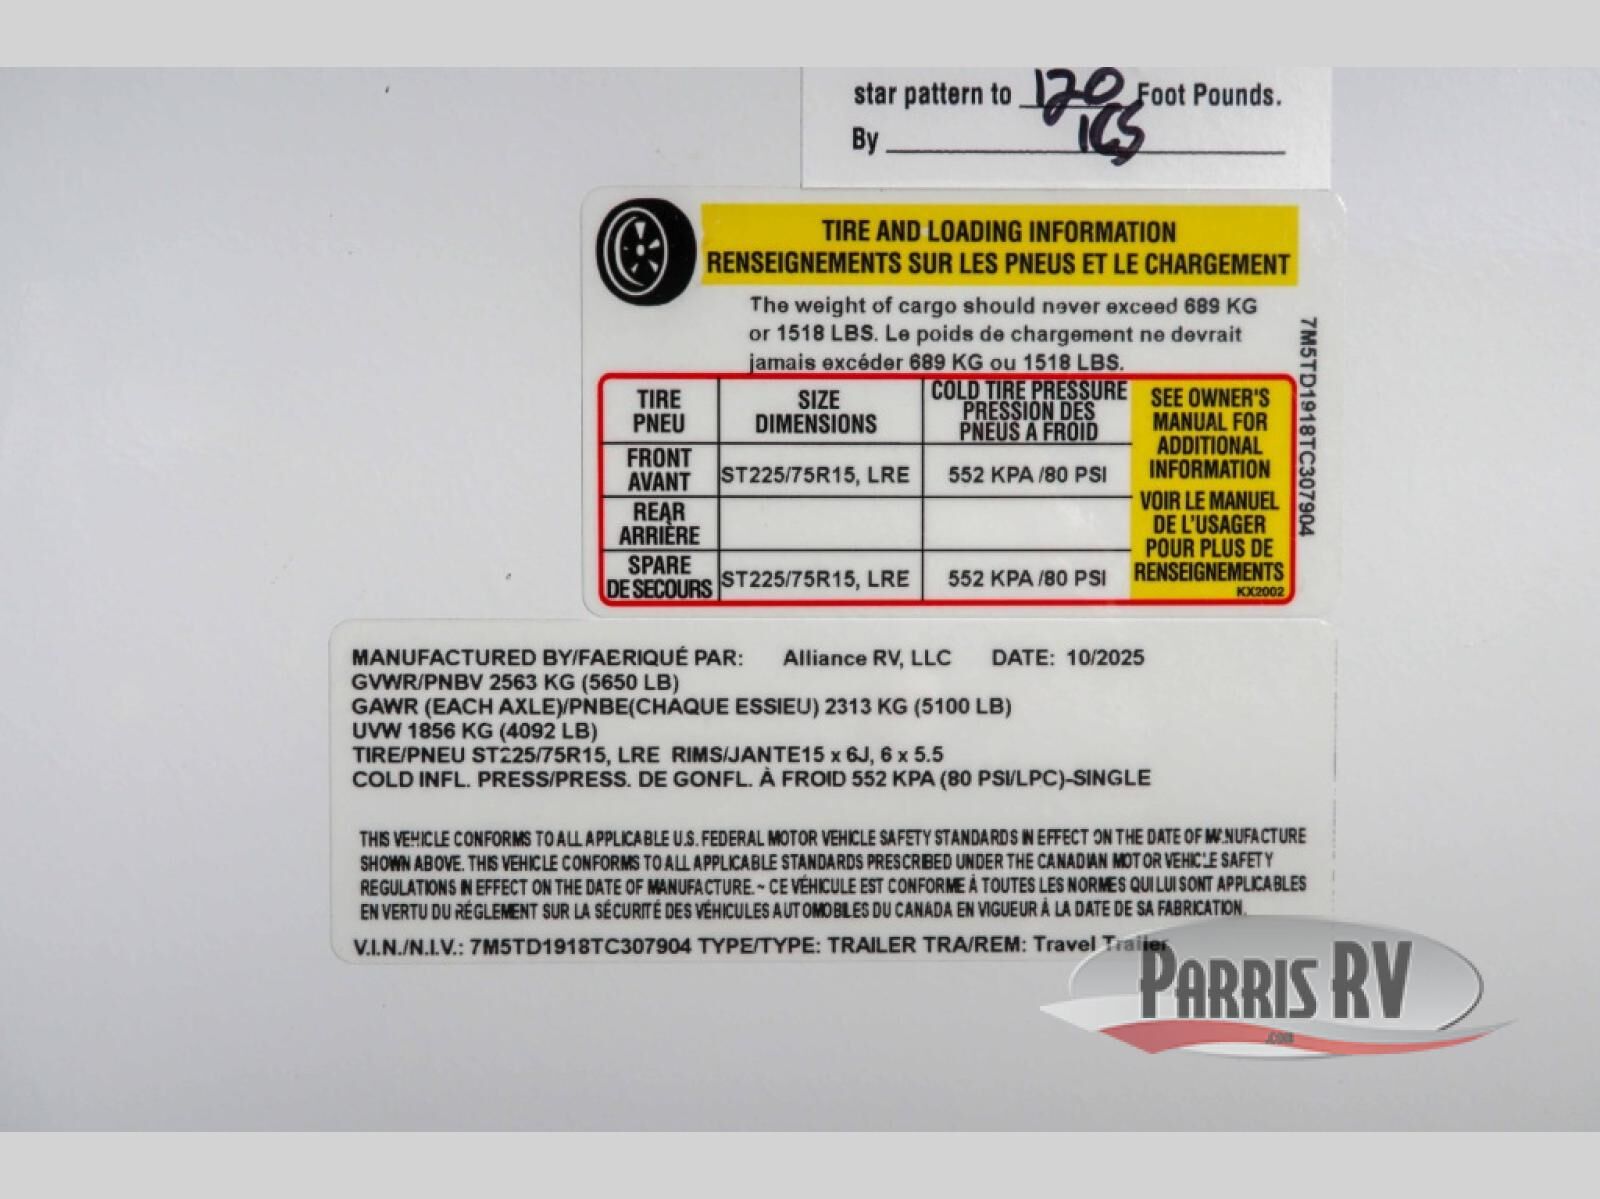 star pattern to 120 Foot Pounds.
By
TIRE AND LOADING INFORMATION
RENSEIGNEMENTS SUR LES PNEUS ET LE CHARGEMENT
The weight of cargo should never exceed 689 KG
or 1518 LBS. Le poids de chargement ne devrait
jamais excéder 689 KG ou 1518 LBS.
TIRE
PNEU
SIZE
DIMENSIONS
COLD TIRE PRESSURE
PRESSION DES
PNEUS A FROID
FRONT
AVANT
ST225/75R15, LRE
552 KPA /80 PSI
REAR
ARRIÈRE
SPARE
DE SECOURS
ST225/75R15, LRE
552 KPA /80 PSI
SEE OWNER'S
MANUAL FOR
ADDITIONAL
INFORMATION
VOIR LE MANUEL
DE L'USAGER
POUR PLUS DE
RENSEIGNEMENTS
KX2002
7M5TD1918TC307904
MANUFACTURED BY/FABRIQUÉ PAR: Alliance RV, LLC DATE: 10/2025
GVWR/PNBV 2563 KG (5650 LB)
GAWR (EACH AXLE)/PNBE(CHAQUE ESSIEU) 2313 KG (5100 LB)
UVW 1856 KG (4092 LB)
TIRE/PNEU ST225/75R15, LRE RIMS/JANTE15 x 6J, 6 x 5.5
COLD INFL. PRESS/PRESS. DE GONFL. À FROID 552 KPA (80 PSI/LPC)-SINGLE
THIS VEHICLE CONFORMS TO ALL APPLICABLE U.S. FEDERAL MOTOR VEHICLE SAFETY STANDARDS IN EFFECT ON THE DATE OF MANUFACTURE
SHOWN ABOVE. THIS VEHICLE CONFORMS TO ALL APPLICABLE STANDARDS PRESCRIBED UNDER THE CANADIAN MOTOR VEHICLE SAFETY
REGULATIONS IN EFFECT ON THE DATE OF MANUFACTURE. ~ CE VÉHICULE EST CONFORME À TOUTES LES NORMES QUI LUI SONT APPLICABLES
EN VERTU DU RÉGLEMENT SUR LA SÉCURITÉ DES VÉHICULES AUTOMOBILES DU CANADA EN VIGUEUR À LA DATE DE SA FABRICATION.
V.I.N./N.I.V.: 7M5TD1918TC307904 TYPE/TYPE: TRAILER TRA/REM: Travel Trailer
PARRIS RV
.COM